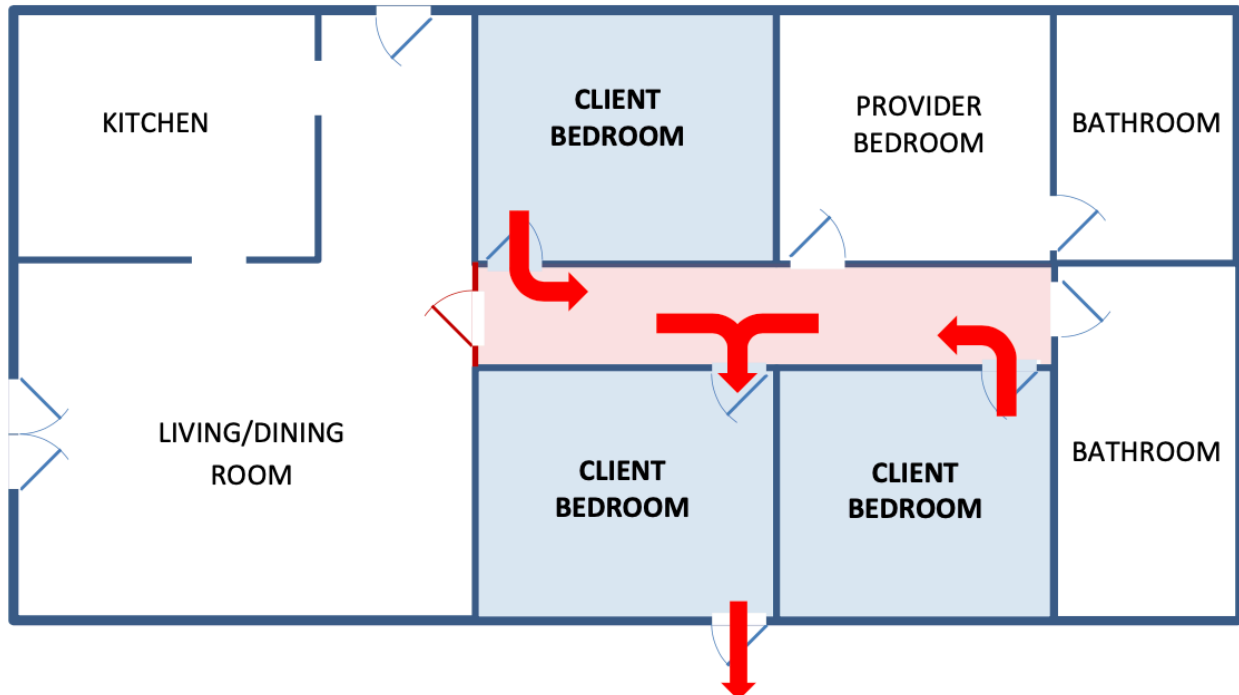 KITCHEN
CLIENT
BEDROOM
PROVIDER
BEDROOM
BATHROOM
LIVING/DINING
ROOM
CLIENT
BEDROOM
CLIENT
BEDROOM
BATHROOM